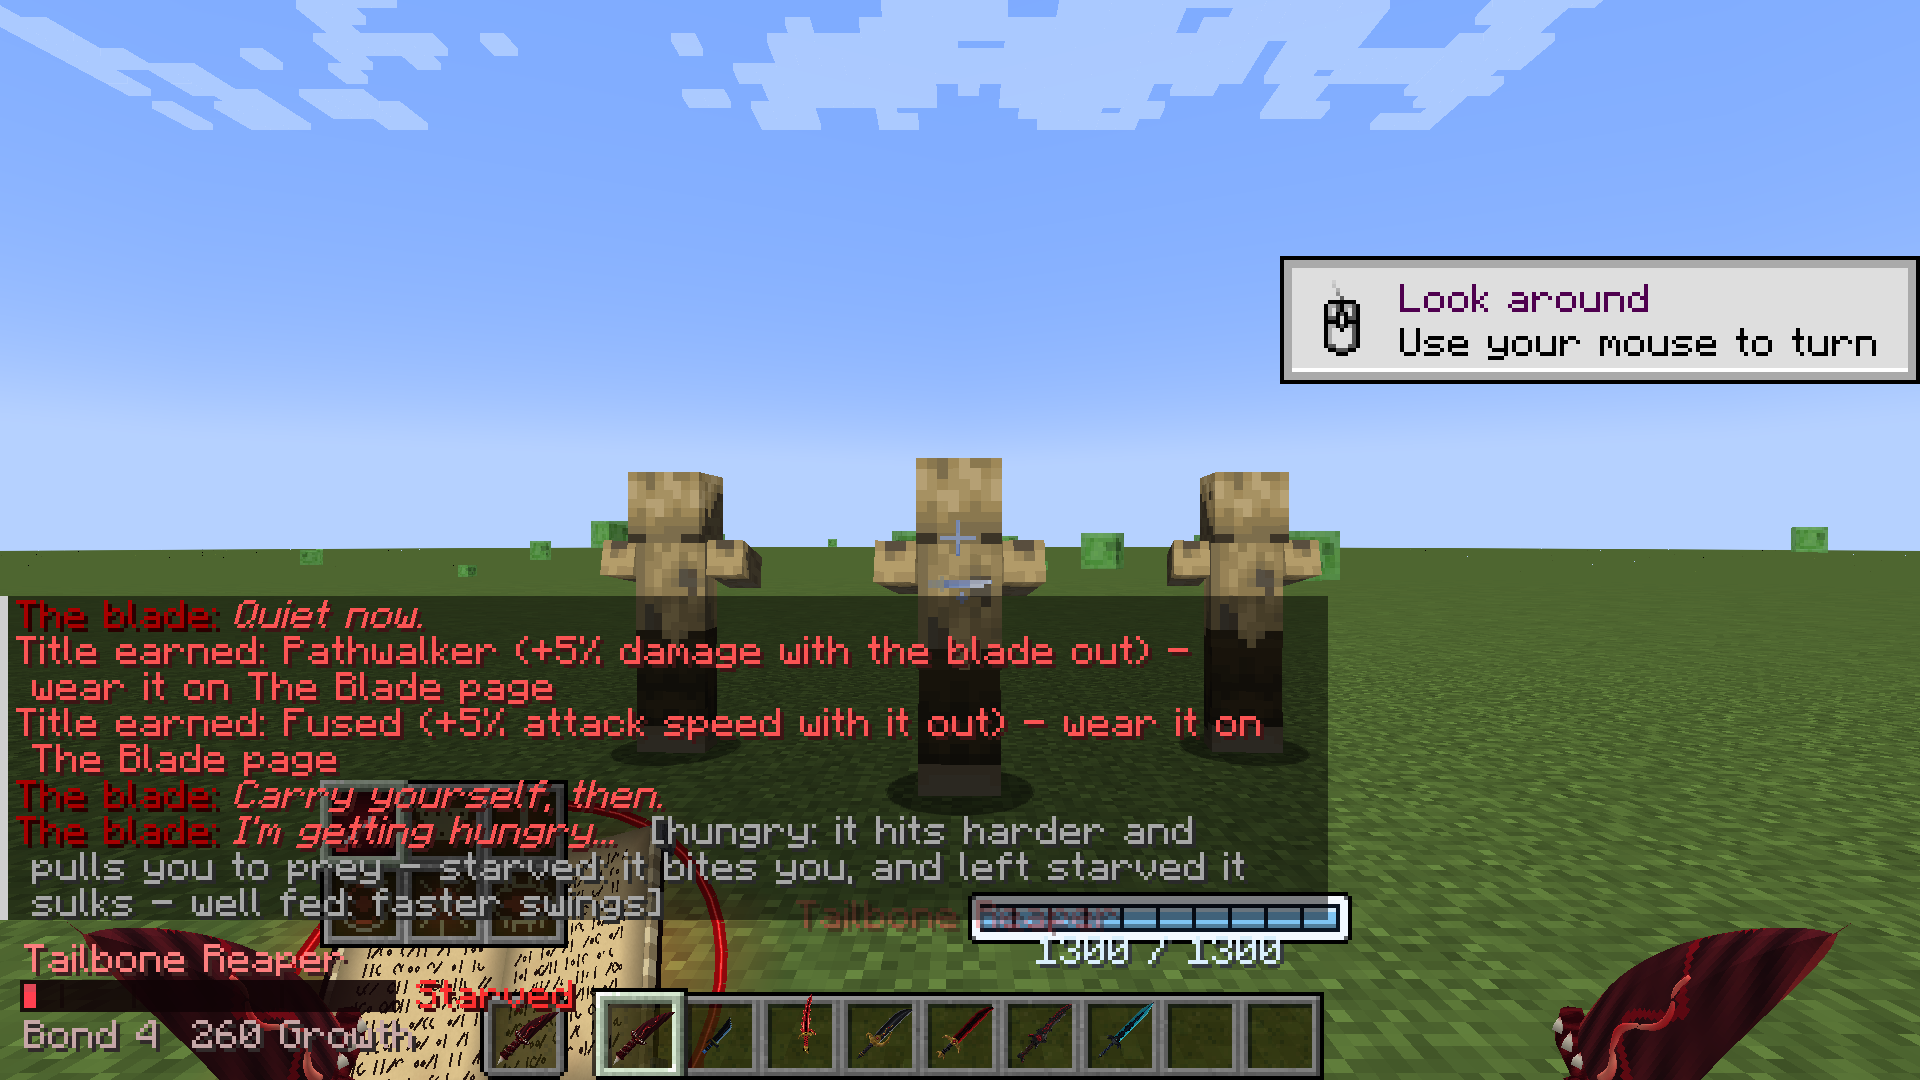 Look around
Use your mouse to turn
The blade: Quiet now.
Title earned: Pathwalker (+5% damage with the blade out) –
wear it on The Blade page
Title earned: Fused (+5% attack speed with it out) – wear it on
The Blade page
The blade: Carry yourself, then.
The blade: I'm getting hungry... [hungry: it hits harder and
pulls you to prey – starved: it bites you, and left starved it
sulks – well fed: faster swings]
Tailbone Reaper
1300 / 1300
Tailbone Reaper
Starved
Bond 4 260 Growth